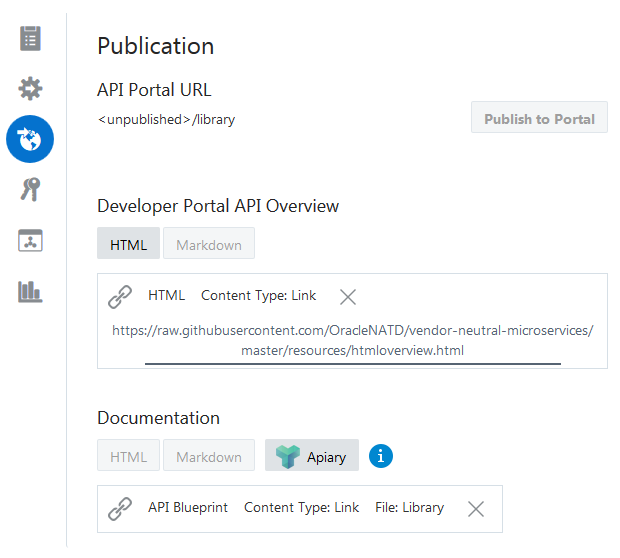 Publication
API Portal URL
<unpublished>/library
Publish to Portal
Developer Portal API Overview
HTML Markdown
HTML Content Type: Link
https://raw.githubusercontent.com/OracleNATD/vendor-neutral-microservices/
master/resources/htmloverview.html
Documentation
HTML Markdown Apiary i
API Blueprint Content Type: Link File: Library